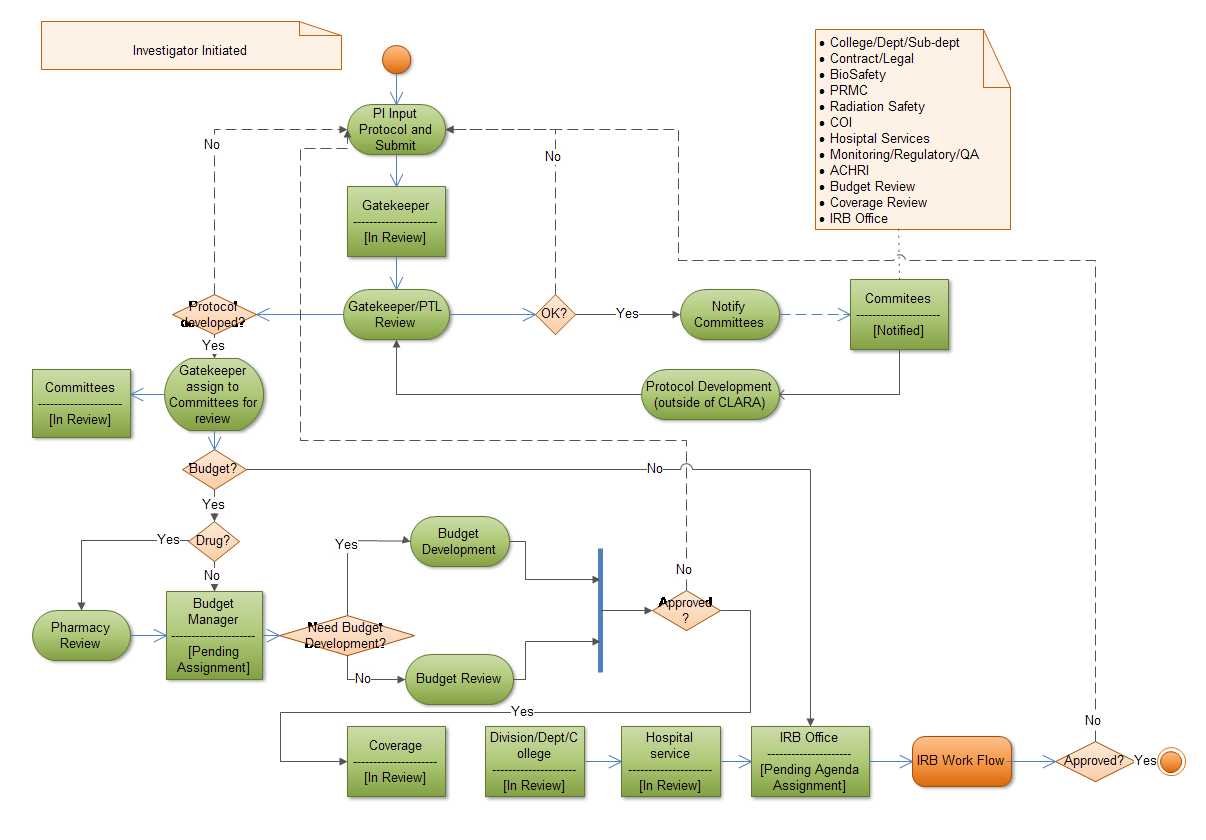 Investigator Initiated
● College/Dept/Sub-dept
● Contract/Legal
● BioSafety
● PRMC
● Radiation Safety
● COI
● Hosiptal Services
● Monitoring/Regulatory/QA
● ACHRI
● Budget Review
● Coverage Review
● IRB Office
PI Input
Protocol and
Submit
No
No
Gatekeeper
---------------------
[In Review]
Protocol
developed?
Gatekeeper/PTL
Review
OK?
Yes
Notify
Committees
Commitees
---------------------
[Notified]
Yes
Gatekeeper
assign to
Committees for
review
Committees
---------------------
[In Review]
Protocol Development
(outside of CLARA)
Budget?
No
Yes
Drug?
Yes
No
Yes
Budget
Development
Pharmacy
Review
Budget
Manager
---------------------
[Pending
Assignment]
Need Budget
Development?
No
Budget Review
No
Approved
?
Yes
Coverage
---------------------
[In Review]
Division/Dept/C
ollege
---------------------
[In Review]
Hospital
service
---------------------
[In Review]
IRB Office
---------------------
[Pending Agenda
Assignment]
IRB Work Flow
No
Approved?
Yes